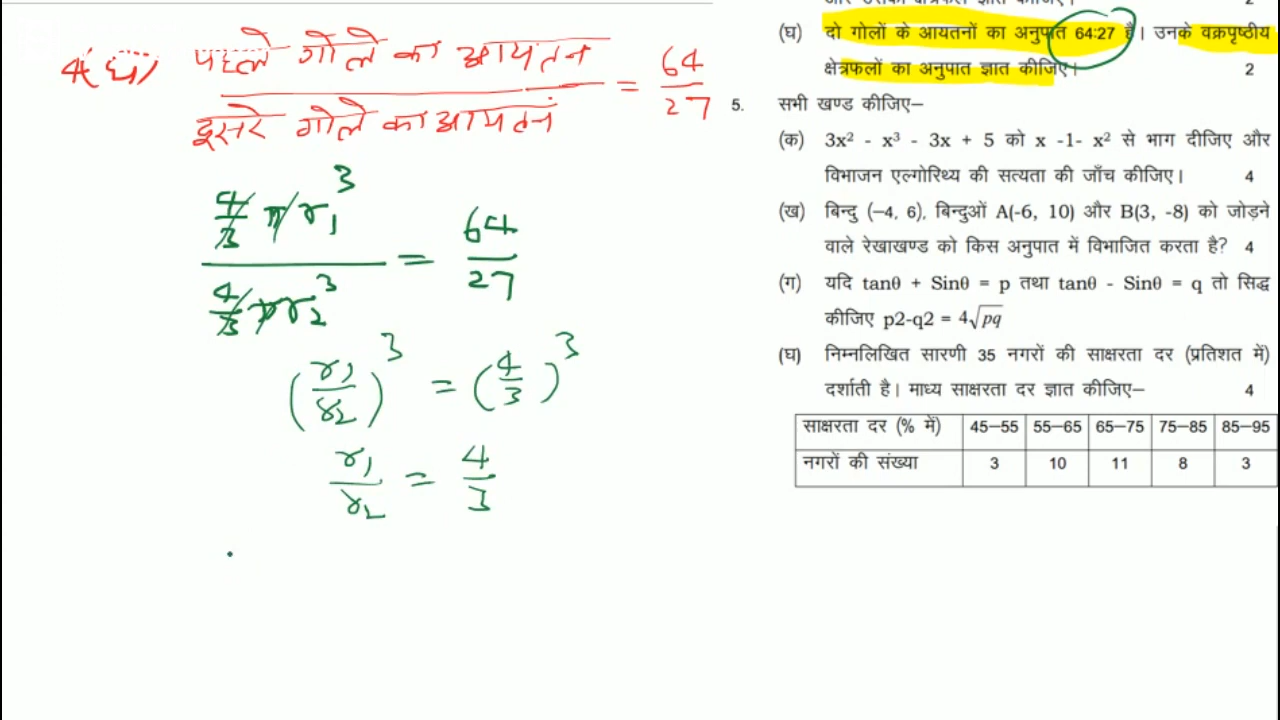 4(घ) पहले गोले का आयतन / दूसरे गोले का आयतन = 64/27
4/3 π r₁³ / 4/3 π r₂³ = 64/27
(r₁/r₂)³ = (4/3)³
r₁/r₂ = 4/3
2
(घ) दो गोलों के आयतनों का अनुपात 64:27 है। उनके वक्रपृष्ठीय
क्षेत्रफलों का अनुपात ज्ञात कीजिए। 2
5. सभी खण्ड कीजिए–
(क) 3x² - x³ - 3x + 5 को x -1- x² से भाग दीजिए और
विभाजन एल्गोरिथ्य की सत्यता की जाँच कीजिए। 4
(ख) बिन्दु (–4, 6), बिन्दुओं A(-6, 10) और B(3, -8) को जोड़ने
वाले रेखाखण्ड को किस अनुपात में विभाजित करता है? 4
(ग) यदि tanθ + Sinθ = p तथा tanθ - Sinθ = q तो सिद्ध
कीजिए p2-q2 = 4√pq
(घ) निम्नलिखित सारणी 35 नगरों की साक्षरता दर (प्रतिशत में)
दर्शाती है। माध्य साक्षरता दर ज्ञात कीजिए– 4
साक्षरता दर (% में) 45–55 55–65 65–75 75–85 85–95
नगरों की संख्या 3 10 11 8 3